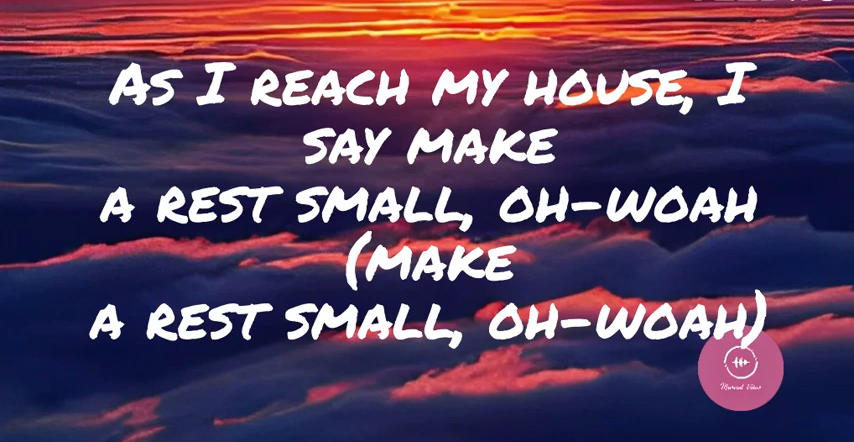 As I reach my house, I
say make
a rest small, oh-woah
(make
a rest small, oh-woah)